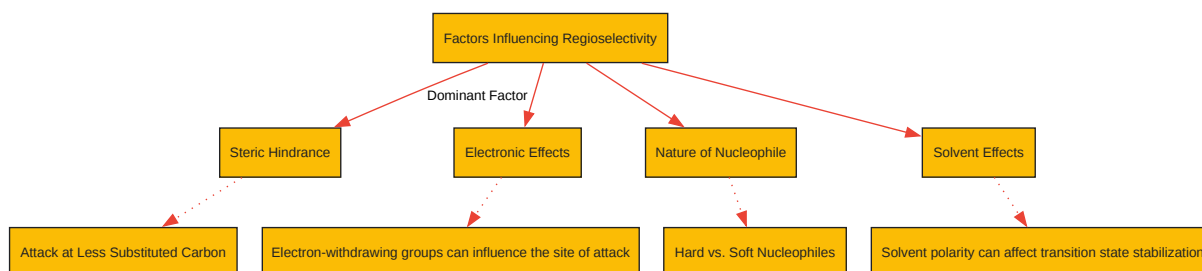 Factors Influencing Regioselectivity
Dominant Factor
Steric Hindrance
Electronic Effects
Nature of Nucleophile
Solvent Effects
Attack at Less Substituted Carbon
Electron-withdrawing groups can influence the site of attack
Hard vs. Soft Nucleophiles
Solvent polarity can affect transition state stabilization